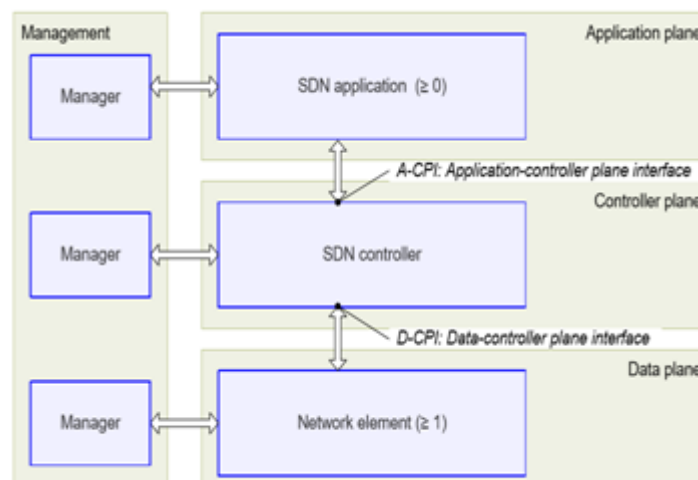 Management
Application plane
Manager
SDN application (≥ 0)
A-CPI: Application-controller plane interface
Controller plane
Manager
SDN controller
D-CPI: Data-controller plane interface
Data plane
Manager
Network element (≥ 1)